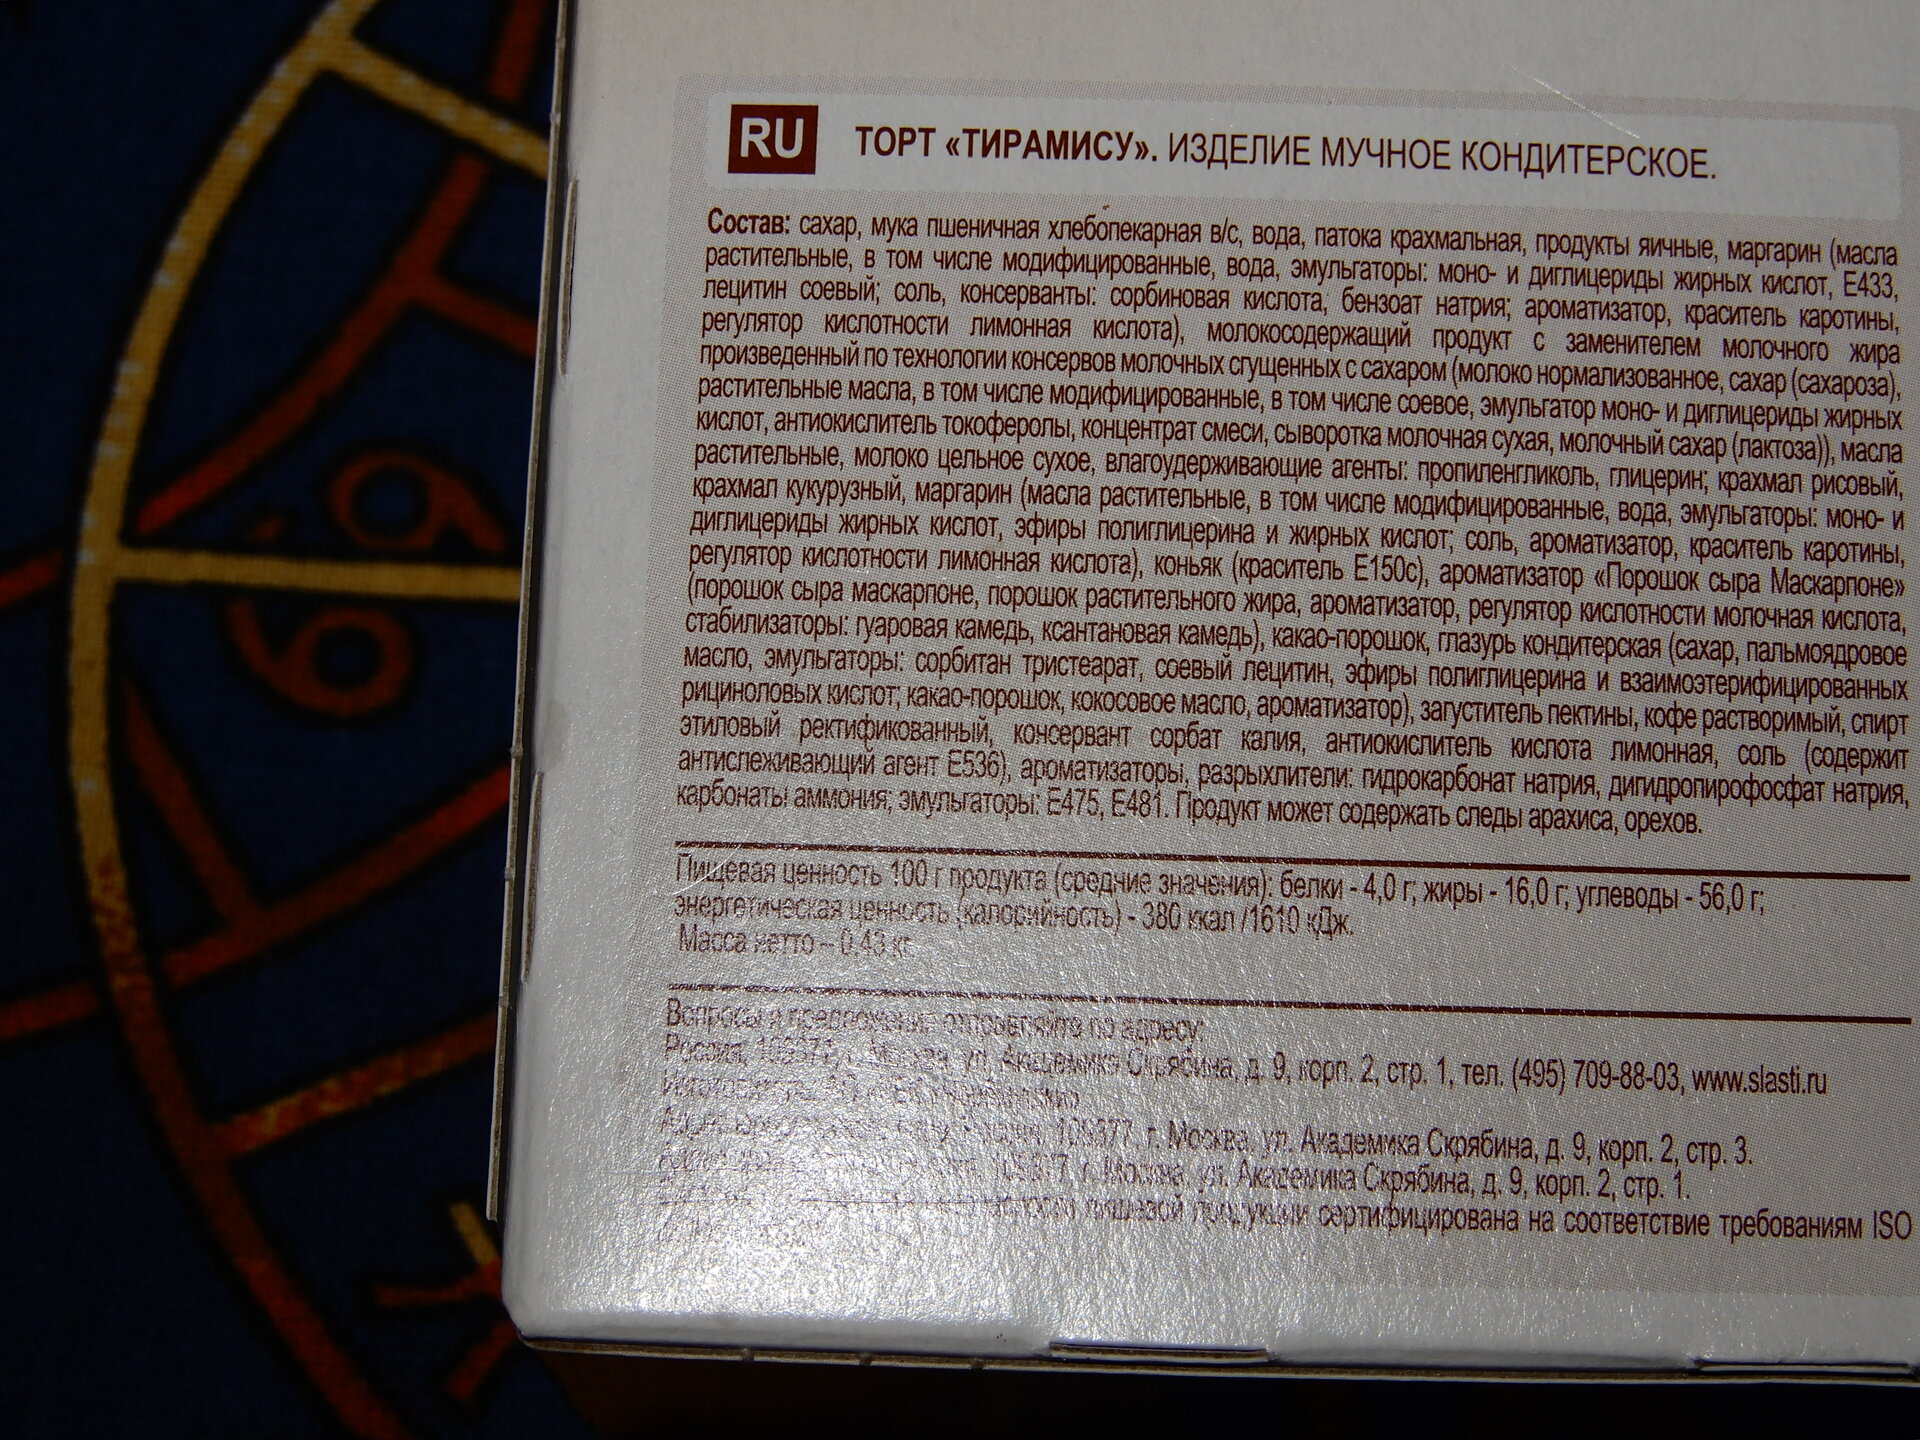 RU ТОРТ «ТИРАМИСУ». ИЗДЕЛИЕ МУЧНОЕ КОНДИТЕРСКОЕ.
Состав: сахар, мука пшеничная хлебопекарная в/с, вода, патока крахмальная, продукты яичные, маргарин (масла
растительные, в том числе модифицированные, вода, эмульгаторы: моно- и диглицериды жирных кислот, Е433,
лецитин соевый; соль, консерванты: сорбиновая кислота, бензоат натрия; ароматизатор, краситель каротины,
регулятор кислотности лимонная кислота), молокосодержащий продукт с заменителем молочного жира
произведенный по технологии консервов молочных сгущенных с сахаром (молоко нормализованное, сахар (сахароза),
растительные масла, в том числе модифицированные, в том числе соевое, эмульгатор моно- и диглицериды жирных
кислот, антиокислитель токоферолы, концентрат смеси, сыворотка молочная сухая, молочный сахар (лактоза)), масла
растительные, молоко цельное сухое, влагоудерживающие агенты: пропиленгликоль, глицерин; крахмал рисовый,
крахмал кукурузный, маргарин (масла растительные, в том числе модифицированные, вода, эмульгаторы: моно- и
диглицериды жирных кислот, эфиры полиглицерина и жирных кислот; соль, ароматизатор, краситель каротины,
регулятор кислотности лимонная кислота), коньяк (краситель Е150с), ароматизатор «Порошок сыра Маскарпоне»
(порошок сыра маскарпоне, порошок растительного жира, ароматизатор, регулятор кислотности молочная кислота,
стабилизаторы: гуаровая камедь, ксантановая камедь), какао-порошок, глазурь кондитерская (сахар, пальмоядровое
масло, эмульгаторы: сорбитан тристеарат, соевый лецитин, эфиры полиглицерина и взаимоэтерифицированных
рициноловых кислот; какао-порошок, кокосовое масло, ароматизатор), загуститель пектины, кофе растворимый, спирт
этиловый ректификованный, консервант сорбат калия, антиокислитель кислота лимонная, соль (содержит
антислеживающий агент Е536), ароматизаторы, разрыхлители: гидрокарбонат натрия, дигидропирофосфат натрия,
карбонаты аммония; эмульгаторы: Е475, Е481. Продукт может содержать следы арахиса, орехов.
Пищевая ценность 100 г продукта (средние значения): белки - 4,0 г; жиры - 16,0 г; углеводы - 56,0 г;
энергетическая ценность (калорийность) - 380 ккал /1610 кДж.
Масса нетто – 0.43 кг.
Вопросы и предложения отправляйте по адресу:
Россия, г. Москва, ул. Академика Скрябина, д. 9, корп. 2, стр. 1, тел. (495) 709-88-03, www.slasti.ru
109377, г. Москва, ул. Академика Скрябина, д. 9, корп. 2, стр. 3.
г. Москва, ул. Академика Скрябина, д. 9, корп. 2, стр. 1.
пищевой продукции сертифицирована на соответствие требованиям ISO